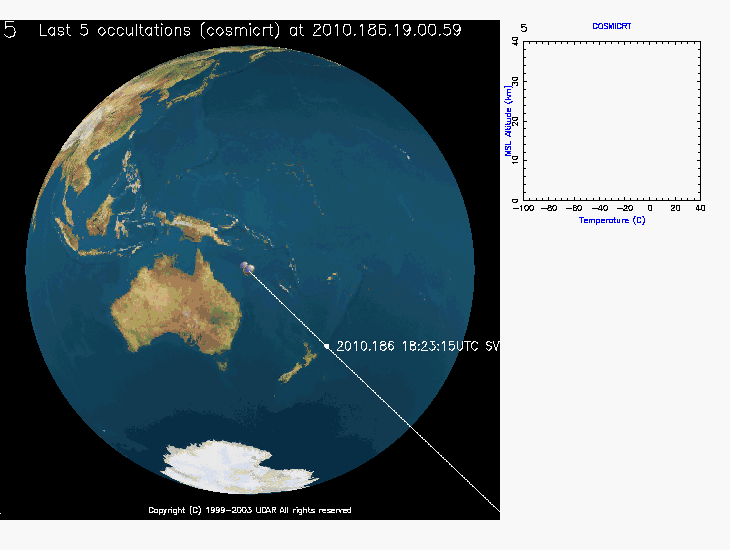 5 Last 5 occultations (cosmicrt) at 2010.186.19.00.59
2010.186 18:23:15UTC SV
Copyright (C) 1999-2003 UCAR All rights reserved
5 COSMICRT
MSL Altitude (km)
40
30
20
10
0
-100 -80 -60 -40 -20 0 20 40
Temperature (C)